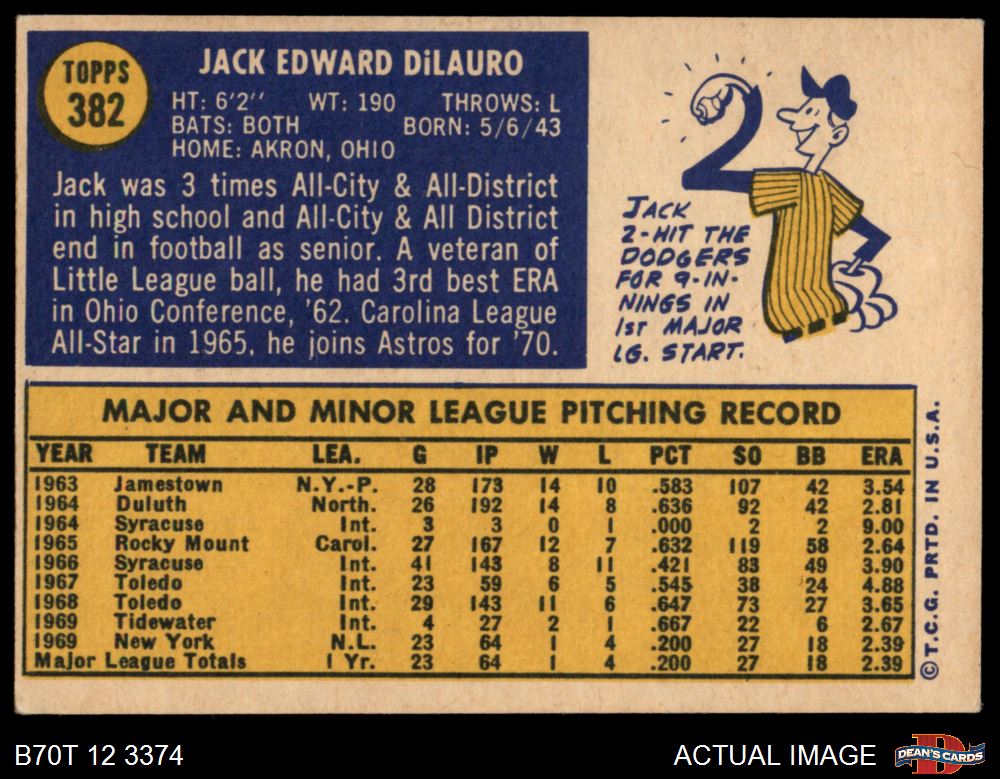 TOPPS
382
JACK EDWARD DiLAURO
HT: 6'2" WT: 190 THROWS: L
BATS: BOTH BORN: 5/6/43
HOME: AKRON, OHIO
Jack was 3 times All-City & All-District
in high school and All-City & All District
end in football as senior. A veteran of
Little League ball, he had 3rd best ERA
in Ohio Conference, '62. Carolina League
All-Star in 1965, he joins Astros for '70.
2
JACK
2-HIT THE
DODGERS
FOR 9-IN-
NINGS IN
1ST MAJOR
LG. START.
MAJOR AND MINOR LEAGUE PITCHING RECORD
YEAR TEAM LEA. G IP W L PCT SO BB ERA
1963 Jamestown N.Y.-P. 28 173 14 10 .583 107 42 3.54
1964 Duluth North. 26 192 14 8 .636 92 42 2.81
1964 Syracuse Int. 3 3 0 1 .000 2 2 9.00
1965 Rocky Mount Carol. 27 167 12 7 .632 119 58 2.64
1966 Syracuse Int. 41 143 8 11 .421 83 49 3.90
1967 Toledo Int. 23 59 6 5 .545 38 24 4.88
1968 Toledo Int. 29 143 11 6 .647 73 27 3.65
1969 Tidewater Int. 4 27 2 1 .667 22 6 2.67
1969 New York N.L. 23 64 1 4 .200 27 18 2.39
Major League Totals 1 Yr. 23 64 1 4 .200 27 18 2.39
© T.C.G. PRTD. IN U.S.A.
B70T 12 3374
ACTUAL IMAGE
DEAN'S CARDS